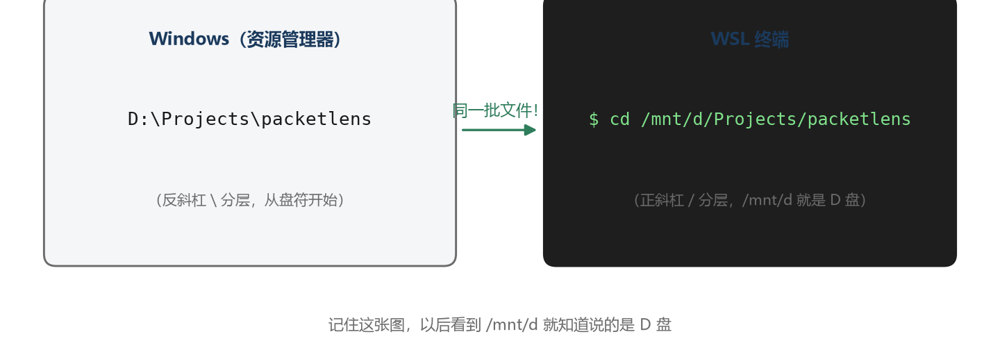 Windows（资源管理器）
D:\Projects\packetlens
（反斜杠 \ 分层，从盘符开始）
同一批文件！
WSL 终端
$ cd /mnt/d/Projects/packetlens
（正斜杠 / 分层，/mnt/d 就是 D 盘）
记住这张图，以后看到 /mnt/d 就知道说的是 D 盘